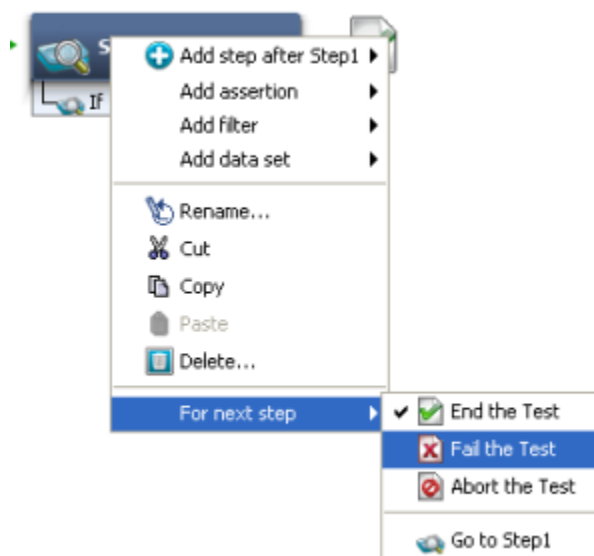 S
If
Add step after Step1
Add assertion
Add filter
Add data set
Rename...
Cut
Copy
Paste
Delete...
For next step
End the Test
Fail the Test
Abort the Test
Go to Step1